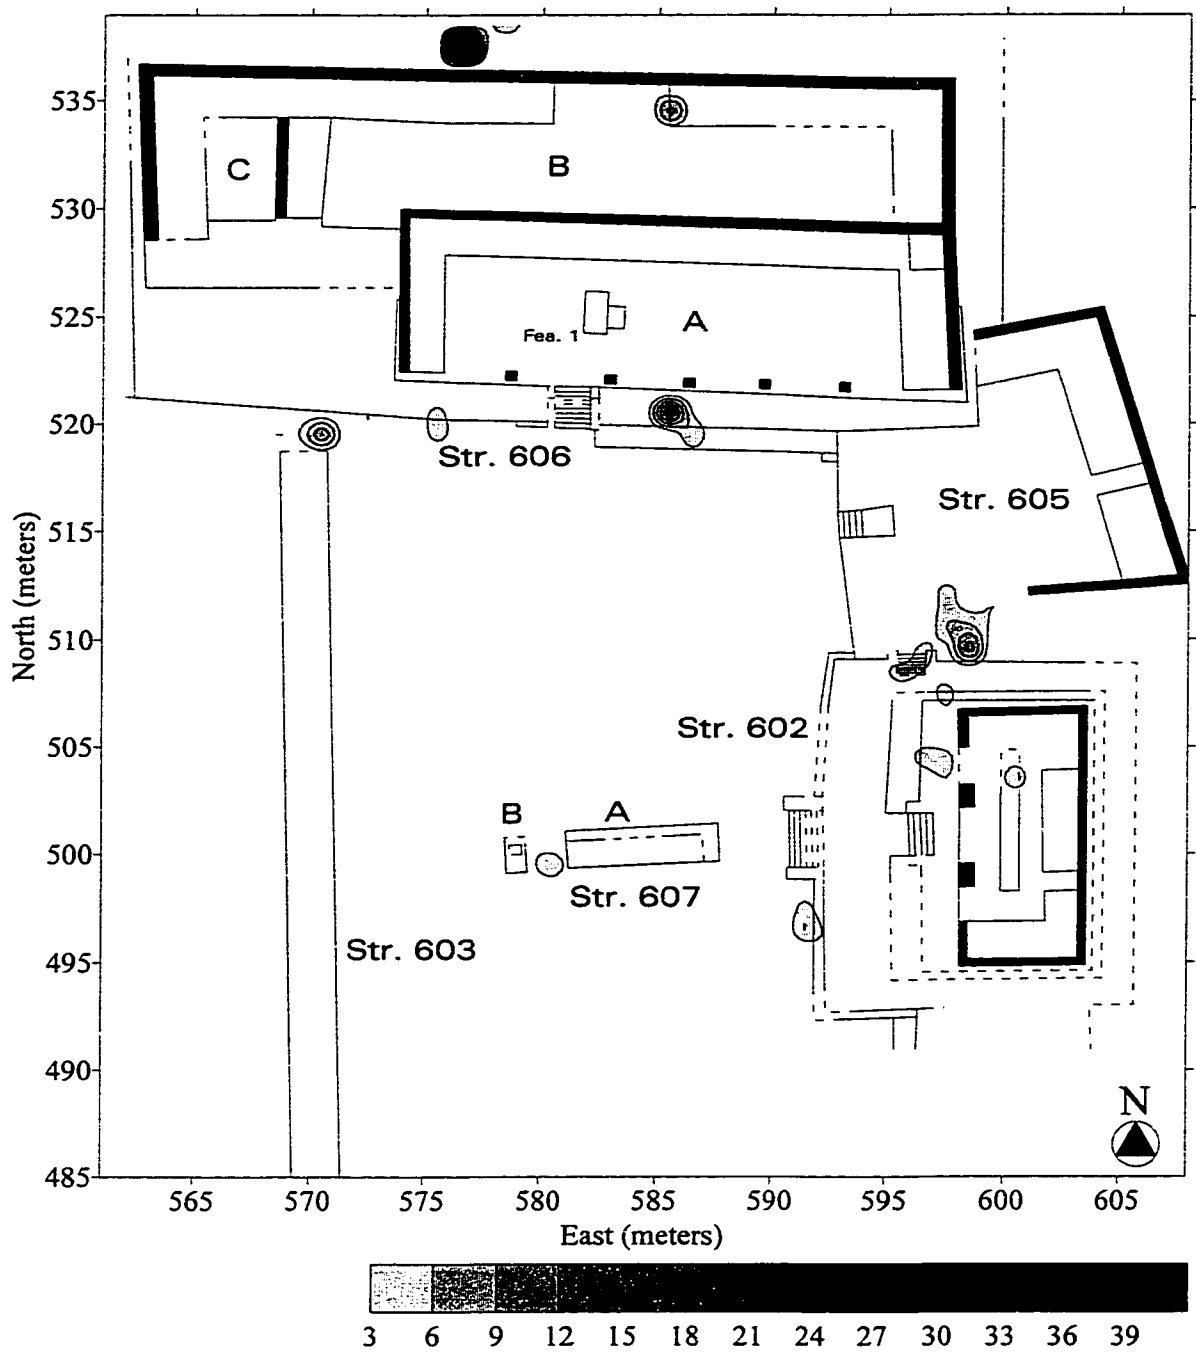 535
C
B
530
525
A
Fea. 1
520
Str. 606
515
Str. 605
North (meters)
510
505
Str. 602
B
A
500
Str. 607
495
Str. 603
490
N
485
565 570 575 580 585 590 595 600 605
East (meters)
3 6 9 12 15 18 21 24 27 30 33 36 39